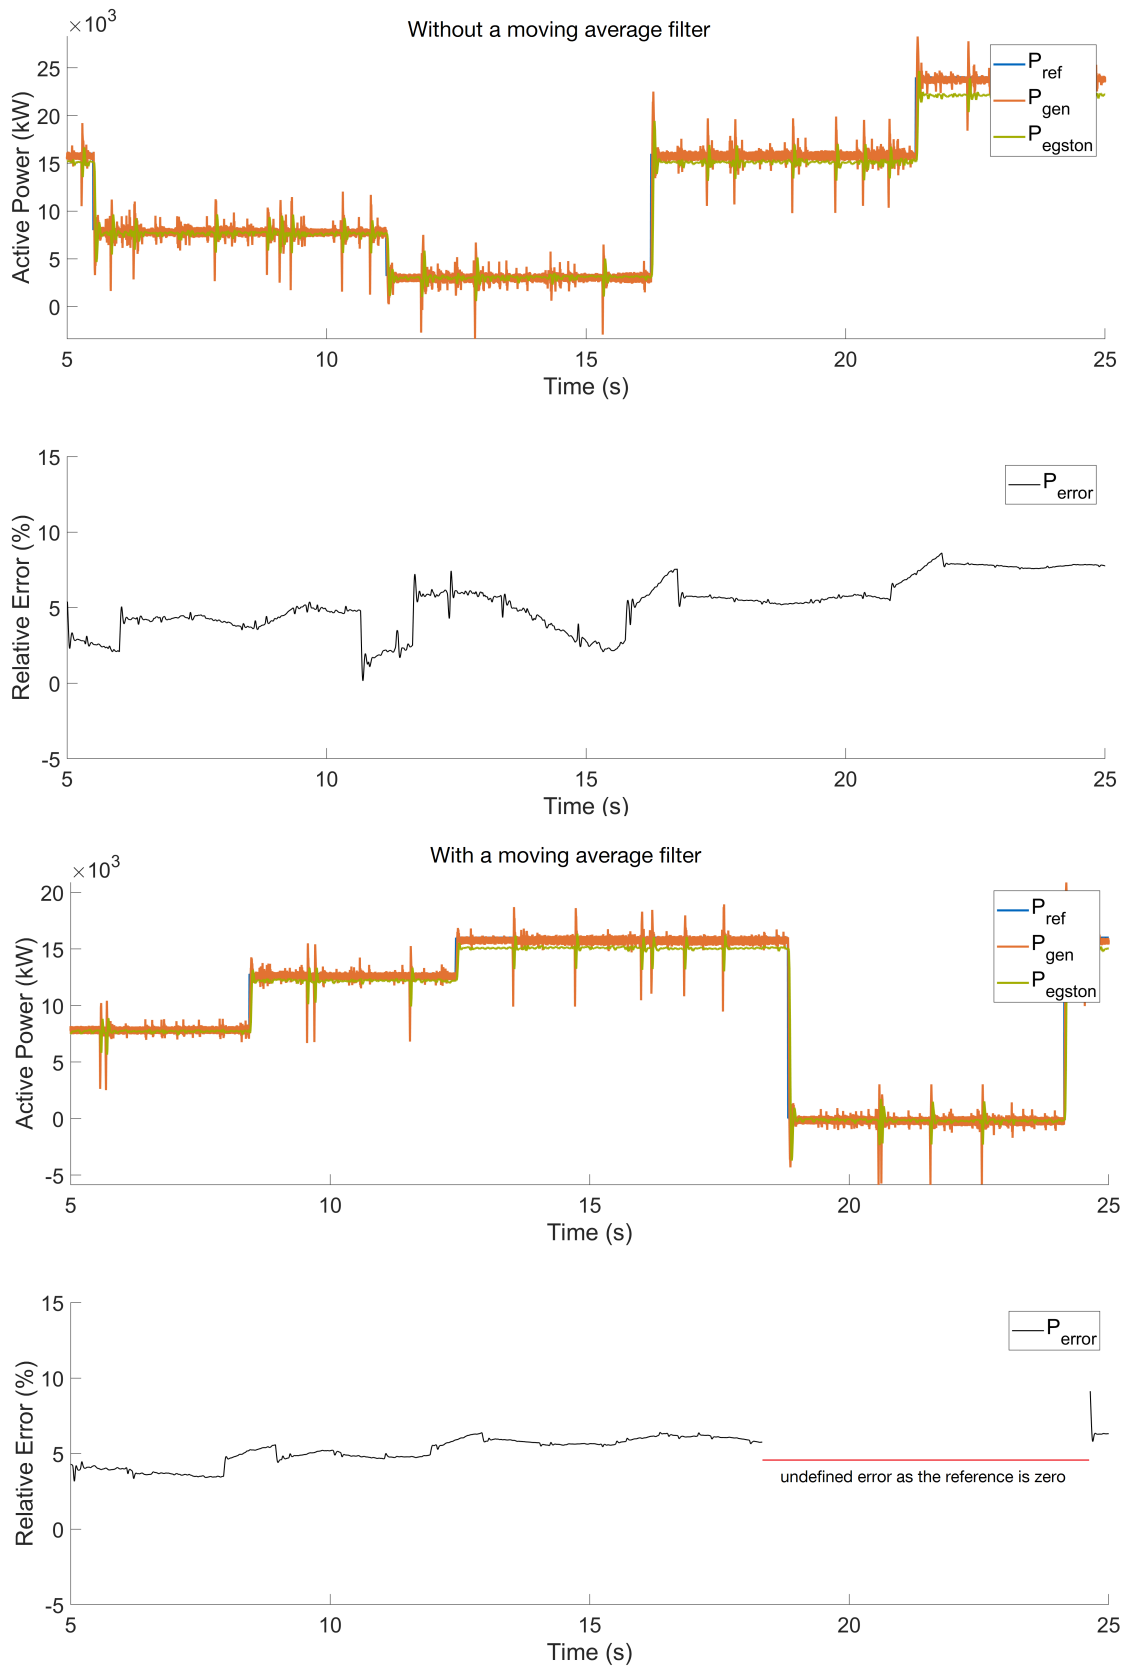 ×10³
Without a moving average filter
25
20
15
10
5
0
Active Power (kW)
P_ref
P_gen
P_egston
5 10 15 20 25
Time (s)
15
10
5
0
-5
Relative Error (%)
P_error
5 10 15 20 25
Time (s)
With a moving average filter
×10³
20
15
10
5
0
-5
Active Power (kW)
P_ref
P_gen
P_egston
5 10 15 20 25
Time (s)
15
10
5
0
-5
Relative Error (%)
P_error
undefined error as the reference is zero
5 10 15 20 25
Time (s)